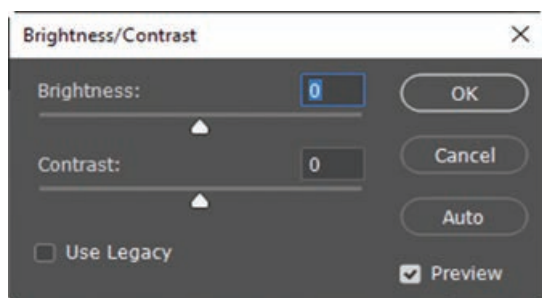 Brightness/Contrast
Brightness: 0
OK
Contrast: 0
Cancel
Auto
Use Legacy
Preview